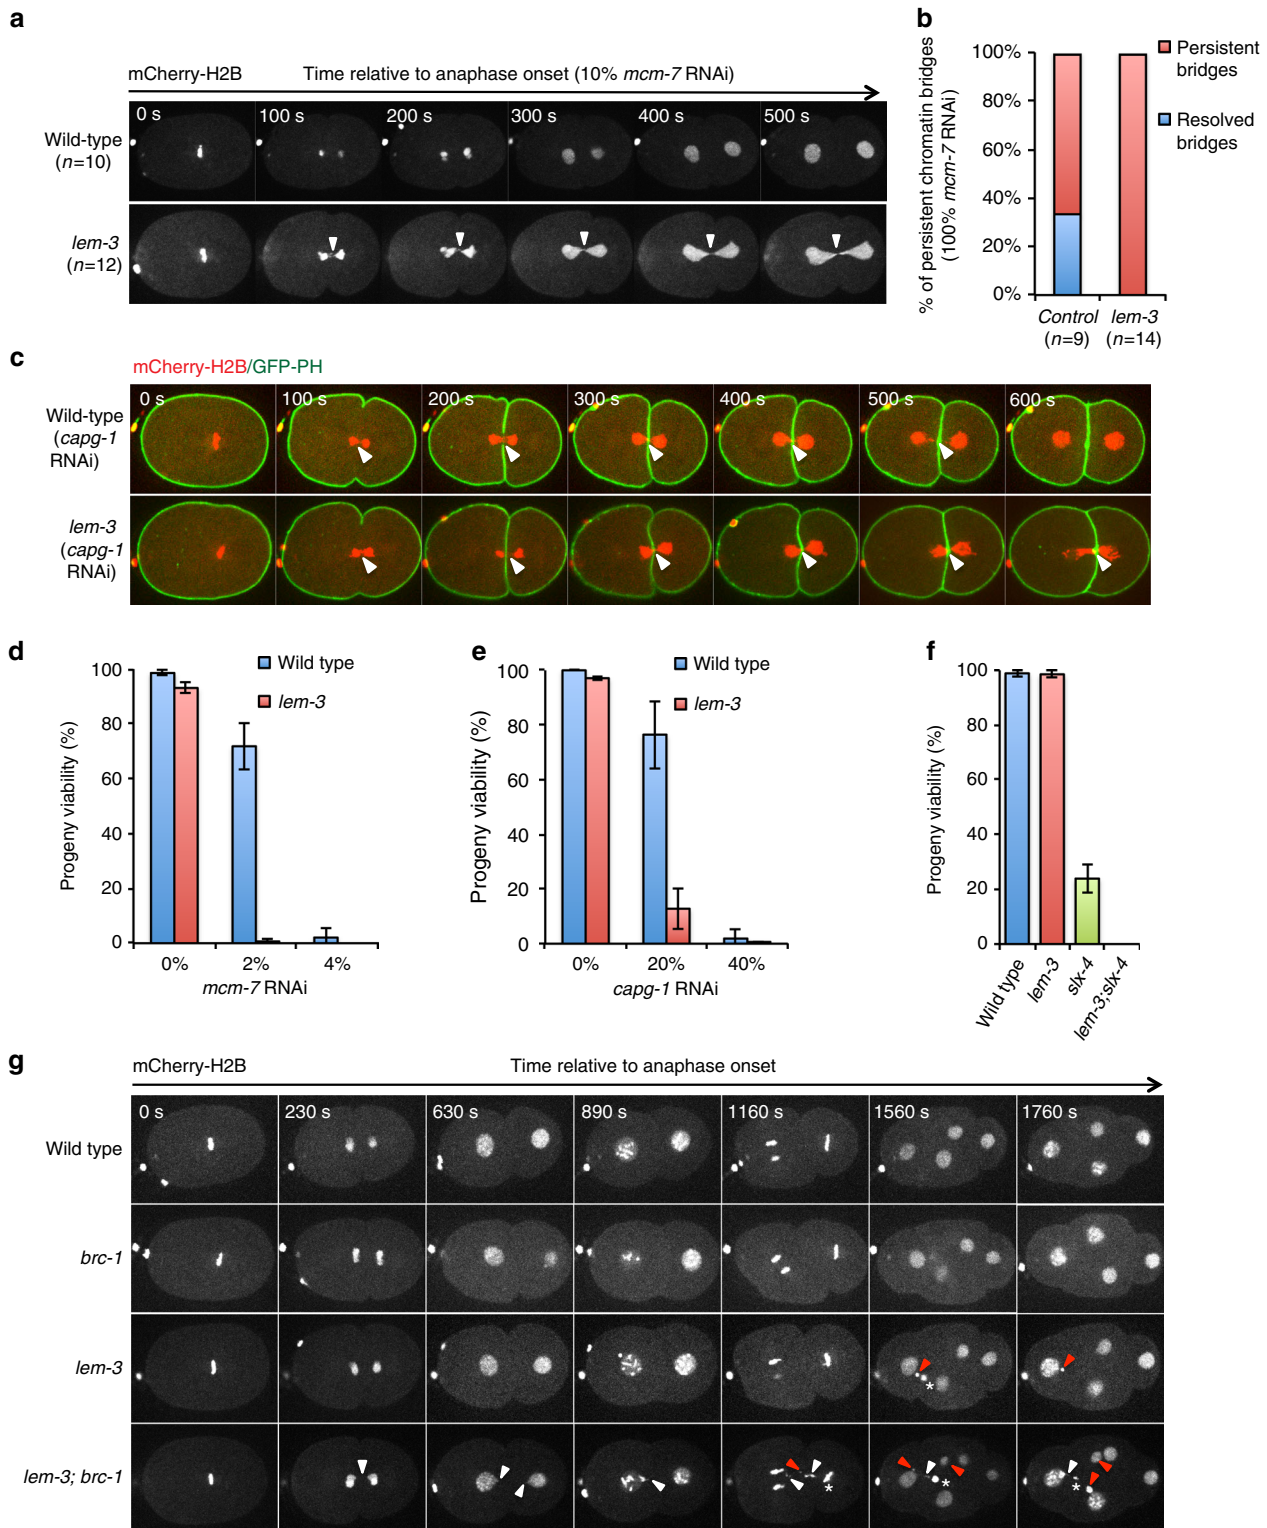 a
mCherry-H2B
Time relative to anaphase onset (10% mcm-7 RNAi)
0 s
100 s
200 s
300 s
400 s
500 s
Wild-type
(n=10)
lem-3
(n=12)
b
% of persistent chromatin bridges
(100% mcm-7 RNAi)
100%
80%
60%
40%
20%
0%
Control
(n=9)
lem-3
(n=14)
Persistent
bridges
Resolved
bridges
c
mCherry-H2B/GFP-PH
0 s
100 s
200 s
300 s
400 s
500 s
600 s
Wild-type
(capg-1
RNAi)
lem-3
(capg-1
RNAi)
d
Progeny viability (%)
100
80
60
40
20
0
0%
2%
4%
mcm-7 RNAi
Wild type
lem-3
e
Progeny viability (%)
100
80
60
40
20
0
0%
20%
40%
capg-1 RNAi
Wild type
lem-3
f
Progeny viability (%)
100
80
60
40
20
0
Wild type
lem-3
slx-4
lem-3;slx-4
g
mCherry-H2B
Time relative to anaphase onset
0 s
230 s
630 s
890 s
1160 s
1560 s
1760 s
Wild type
brc-1
lem-3
*
lem-3; brc-1
*
*
*